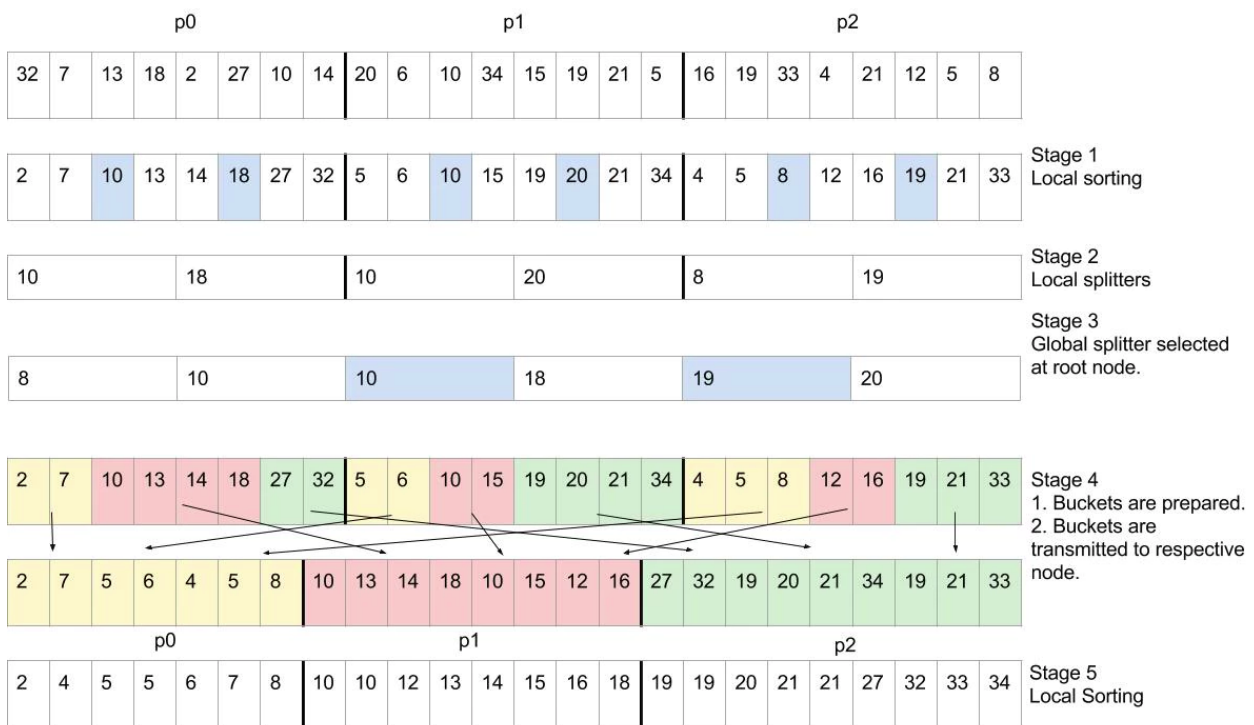 p0 p1 p2
32 7 13 18 2 27 10 14 20 6 10 34 15 19 21 5 16 19 33 4 21 12 5 8
Stage 1
Local sorting
2 7 10 13 14 18 27 32 5 6 10 15 19 20 21 34 4 5 8 12 16 19 21 33
Stage 2
Local splitters
10 18 10 20 8 19
Stage 3
Global splitter selected
at root node.
8 10 10 18 19 20
2 7 10 13 14 18 27 32 5 6 10 15 19 20 21 34 4 5 8 12 16 19 21 33
Stage 4
1. Buckets are prepared.
2. Buckets are
transmitted to respective
node.
2 7 5 6 4 5 8 10 13 14 18 10 15 12 16 27 32 19 20 21 34 19 21 33
p0 p1 p2
2 4 5 5 6 7 8 10 10 12 13 14 15 16 18 19 19 20 21 21 27 32 33 34
Stage 5
Local Sorting